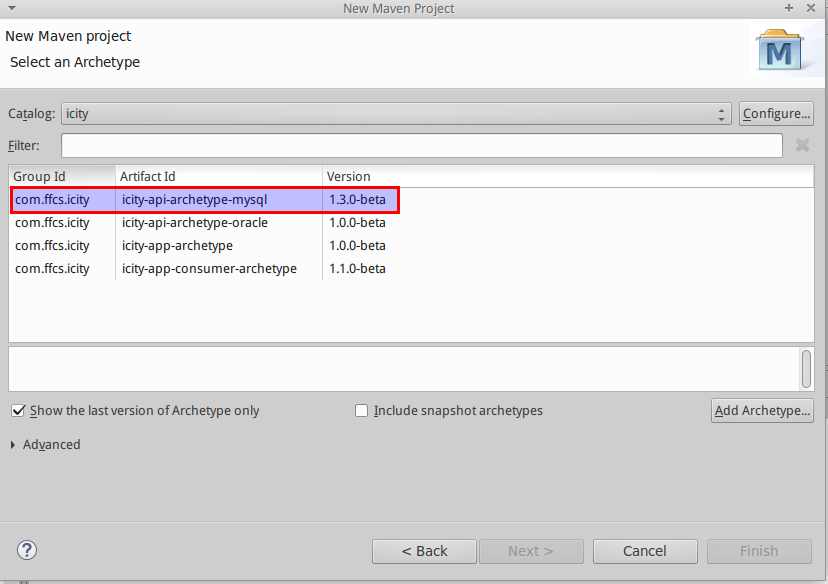 New Maven Project
New Maven project
Select an Archetype
M
Catalog: icity Configure...
Filter:
Group Id Artifact Id Version
com.ffcs.icity icity-api-archetype-mysql 1.3.0-beta
com.ffcs.icity icity-api-archetype-oracle 1.0.0-beta
com.ffcs.icity icity-app-archetype 1.0.0-beta
com.ffcs.icity icity-app-consumer-archetype 1.1.0-beta
Show the last version of Archetype only Include snapshot archetypes Add Archetype...
Advanced
? < Back Next > Cancel Finish